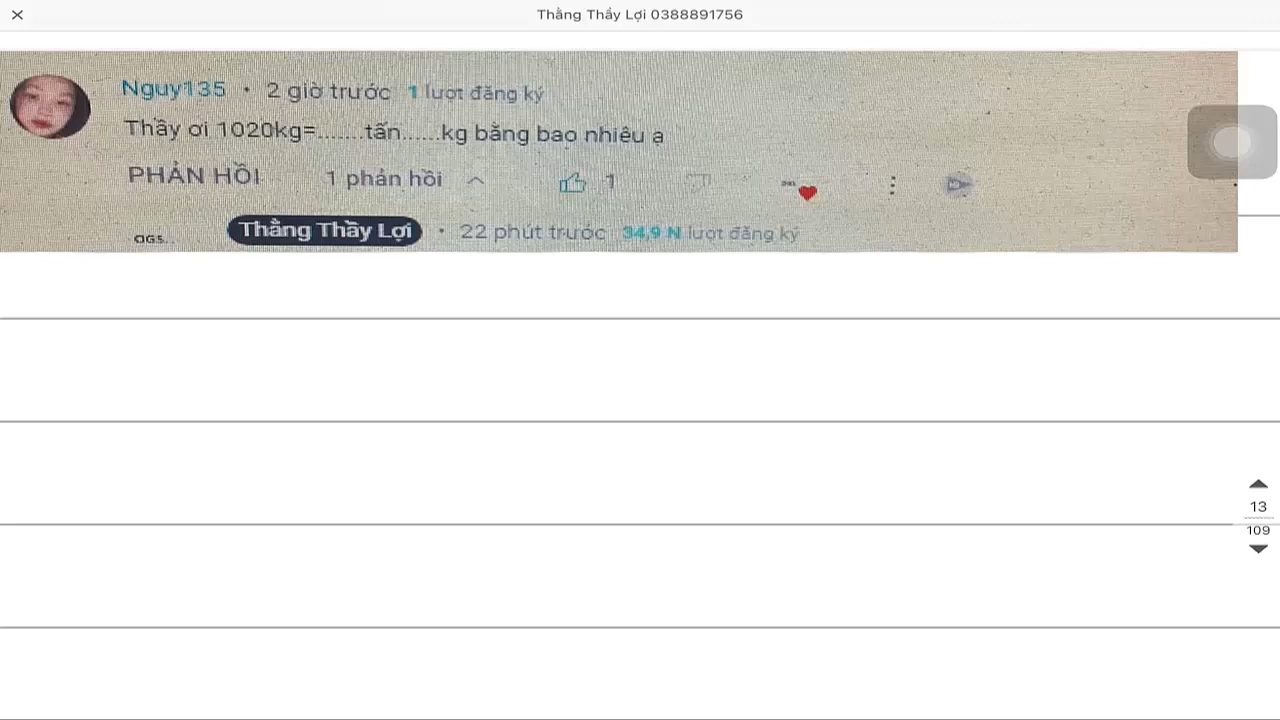 Thằng Thầy Lợi 0388891756
Nguy135 • 2 giờ trước 1 lượt đăng ký
Thầy ơi 1020kg=.......tấn......kg bằng bao nhiêu ạ
PHẢN HỒI 1 phản hồi 1
Thằng Thầy Lợi • 22 phút trước 34,9 N lượt đăng ký
13
109